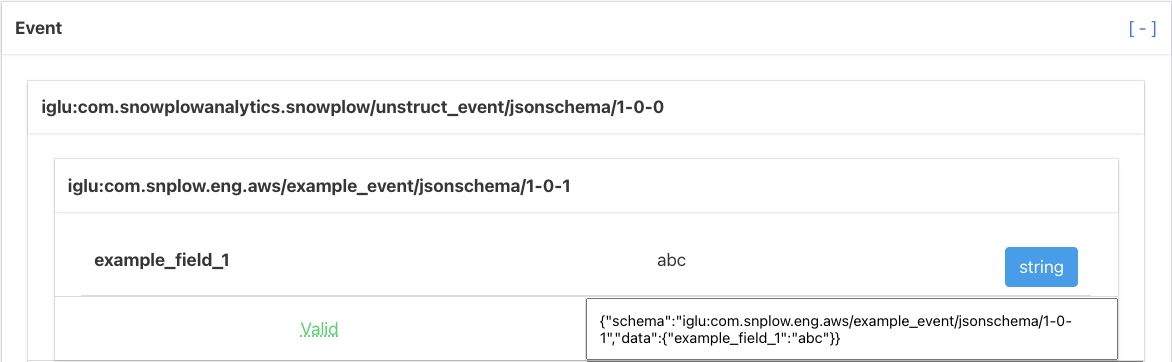 Event [ - ]
iglu:com.snowplowanalytics.snowplow/unstruct_event/jsonschema/1-0-0
iglu:com.snplow.eng.aws/example_event/jsonschema/1-0-1
example_field_1 abc string
Valid
{"schema":"iglu:com.snplow.eng.aws/example_event/jsonschema/1-0-
1","data":{"example_field_1":"abc"}}